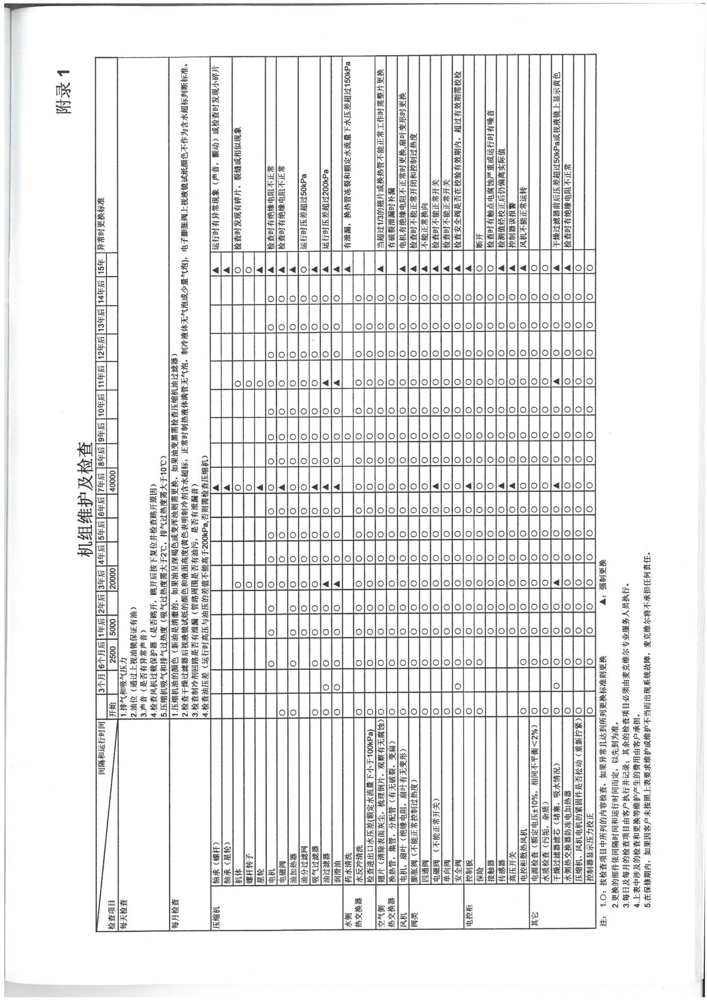 附录 1
机组维护及检查
间隔和运行时间 3个月 6个月后 1年后 2年后 3年后 4年后 5年后 6年后 7年后 8年后 9年后 10年后 11年后 12年后 13年后 14年后 15年 异常时更换标准
检查项目 开始 2500 5000 20000 40000
每天检查 1.排气和吸气压力
2.油位（通过上视油镜保证有油）
3.声音（是否有异常声音）
4.检查风机过载保护器（是否跳开，跳开后按下复位并检查跳开原因）
5.压缩机吸气和排气过热度（吸气过热度需大于2℃，排气过热度需大于10℃）
每月检查 1.压缩机油的颜色（新油是清澈的，如果油呈深褐色或变浑浊则需更换，如果油变黑需检查压缩机油过滤器）
2.检查干燥过滤器后视液镜试纸的颜色和液面高度(黄色表明制冷剂含水超标，正常时制热液体满管无气泡，制冷液体无气泡或少量气泡)，电子膨胀阀上视液镜试纸颜色不作为含水超标判断标准。
3.检查制冷剂回路是否有泄漏（管路周围是否有油污，是否有泄漏音）
4.检查油压差（运行时高压与油压的差值不能高于200kPa,否则需检查压缩机）
压缩机 轴承（螺杆） 运行时有异常现象（声音，颤动）或检查时发现小碎片
轴承（星轮）
机体 检查时发现有碎片，裂缝或相似现象
螺杆转子
星轮
电机 检查时有绝缘电阻不正常
电磁阀 检查时有绝缘电阻不正常
油加热器
油分过滤网 运行时压差超过50kPa
吸气过滤器
油过滤器 运行时压差超过200kPa
润滑油
水侧 药水清洗 有泄漏，换热管冻裂和额定水流量下水压差超过150kPa
热交换器 水反冲清洗
检查进出口水压差(额定水流量下小于100kPa)
空气侧 翅片（清除表面灰尘，梳理倒片，观察有无腐蚀） 当超过1/3的翅片或换热管不能正常工作时需整片更换
热交换器 换热管，集管，分配管（有无破裂，变扁） 有破裂泄漏时补漏
风机 电机，扇叶（绝缘电阻，扇叶有无变形） 电机有绝缘电阻不正常时更换,扇叶变形时更换
阀类 膨胀阀（不能正常控制过热度） 检查时不能正常开闭和控制过热度
四通阀 不能正常换向
电磁阀 （不能正常开关） 检查时不能正常开关
单向阀 检查时不能正常开关
安全阀 检查安全阀是否在校验有效期内，超过有效期需校检
电控柜 控制板
保险 断开
接触器 检查时有触点电腐蚀严重或运行时有噪音
传感器 检测值经校正后仍偏离实际值
高压开关 控制器误报警
电控柜散热风机 风机不能正常运转
其它 电源检查（额定电压±10%，相间不平衡＜2%）
水质检查（污垢，杂质）
干燥过滤器滤芯（堵塞，吸水情况） 干燥过滤器前后压差超过50kPa或视液镜上显示黄色
水侧热交换器防冻电加热器 检查时有绝缘电阻不正常
压缩机、风机电机的紧固件是否松动（重新拧紧）
控制器显示压力校正
注： 1.○：按检查项目中所列的内容检查，如果异常且达到所列更换标准则更换 ▲：强制更换
2.更换的部件依间隔时间和运行时间而定，以先到为准。
3.每日及每月的检查项目由客户执行并记录；其余的检查项目必须由麦克维尔专业服务人员执行。
4.上表中涉及的检查和更换等维护产生的费用由客户承担。
5.在保修期内，如果因客户未按照上表要求维护或维护不当而出现系统故障，麦克维尔将不承担任何责任。